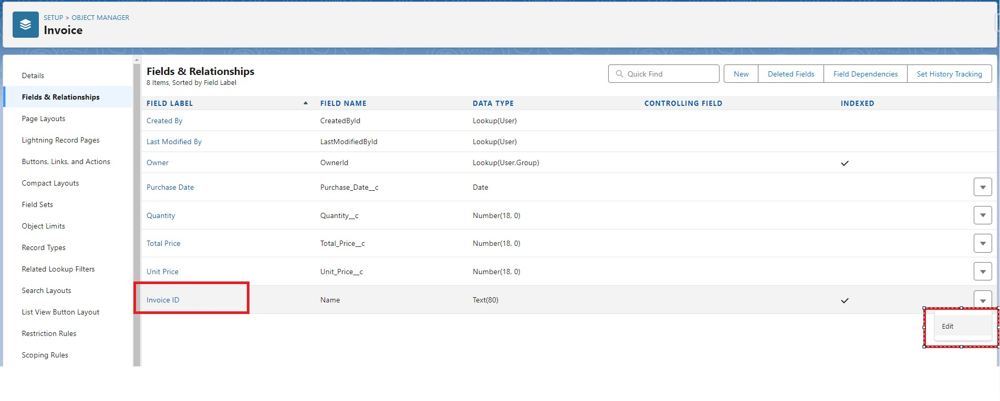 SETUP > OBJECT MANAGER
Invoice
Details
Fields & Relationships
Page Layouts
Lightning Record Pages
Buttons, Links, and Actions
Compact Layouts
Field Sets
Object Limits
Record Types
Related Lookup Filters
Search Layouts
List View Button Layout
Restriction Rules
Scoping Rules
Fields & Relationships
8 Items, Sorted by Field Label
Quick Find
New Deleted Fields Field Dependencies Set History Tracking
FIELD LABEL FIELD NAME DATA TYPE CONTROLLING FIELD INDEXED
Created By CreatedById Lookup(User)
Last Modified By LastModifiedById Lookup(User)
Owner OwnerId Lookup(User,Group)
Purchase Date Purchase_Date__c Date
Quantity Quantity__c Number(18, 0)
Total Price Total_Price__c Number(18, 0)
Unit Price Unit_Price__c Number(18, 0)
Invoice ID Name Text(80)
Edit